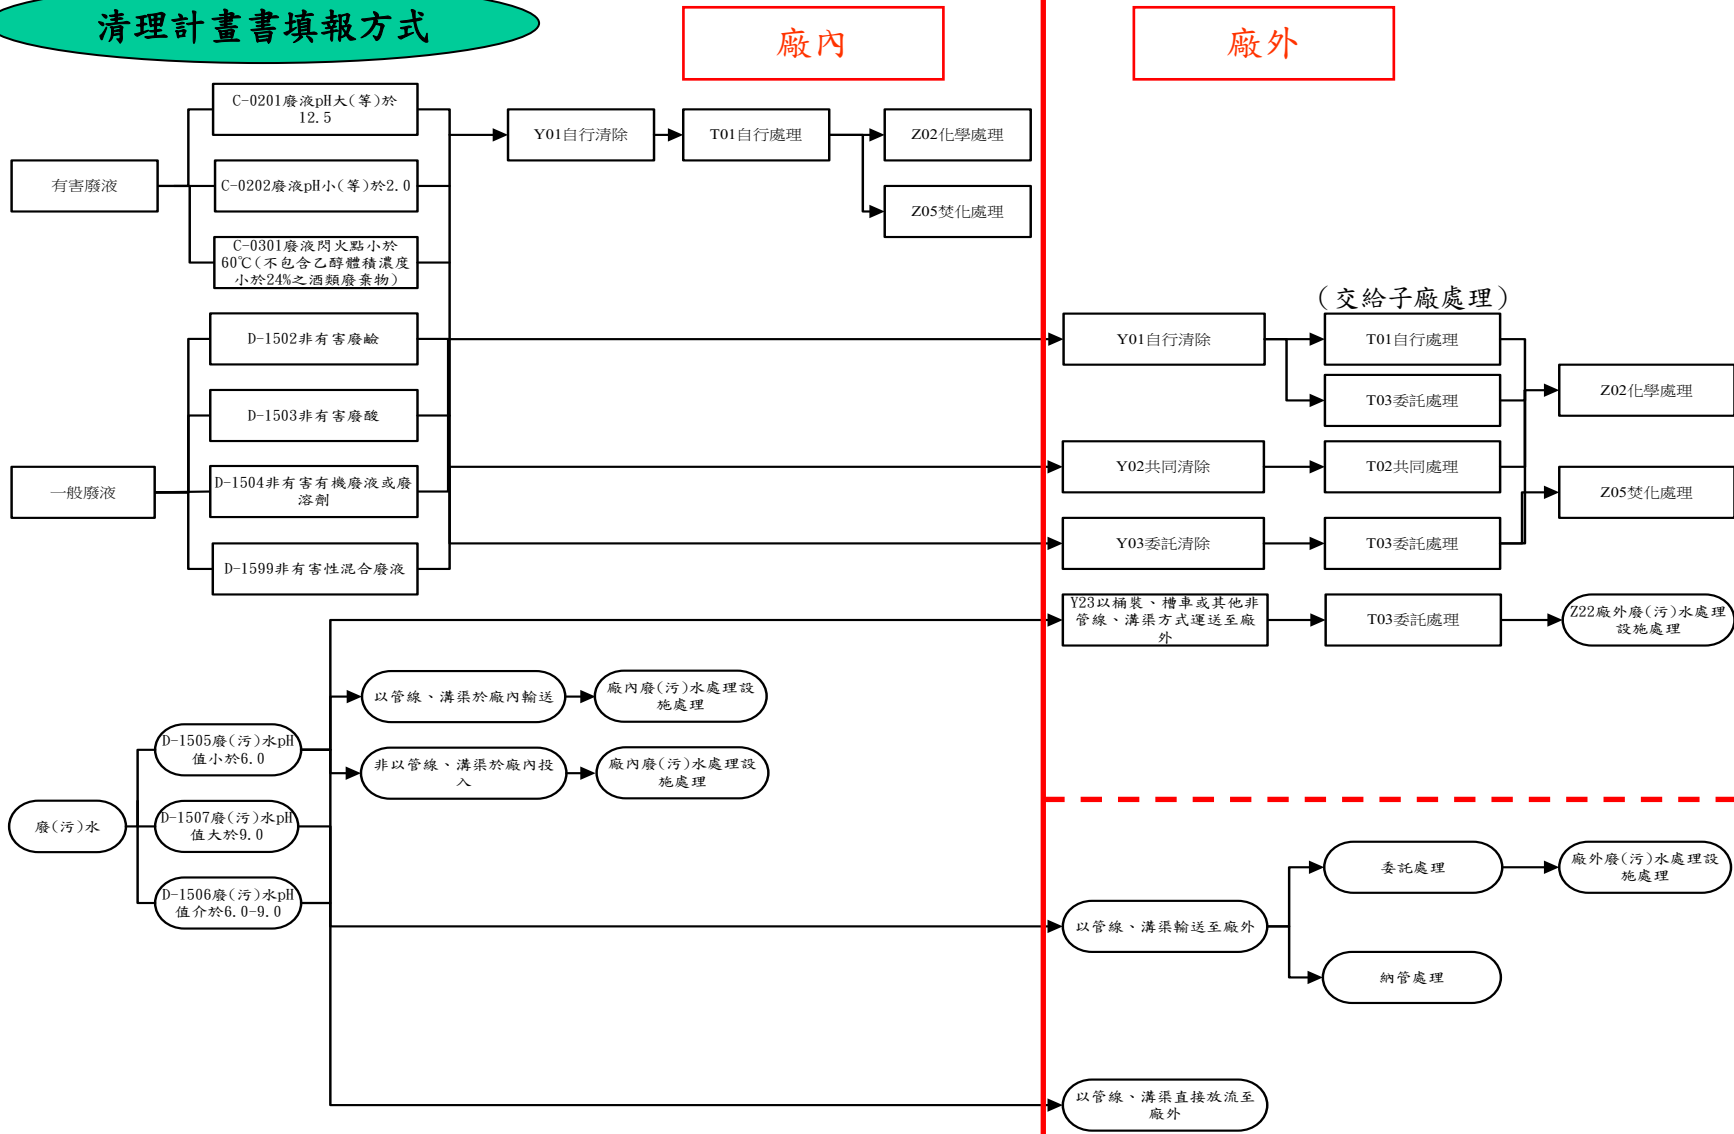 清理計畫書填報方式
廠內
廠外
C-0201廢液pH大(等)於
12.5
Y01自行清除
T01自行處理
Z02化學處理
有害廢液
C-0202廢液pH小(等)於2.0
Z05焚化處理
C-0301廢液閃火點小於
60℃(不包含乙醇體積濃度
小於24%之酒類廢棄物)
(交給子廠處理)
D-1502非有害廢鹼
Y01自行清除
T01自行處理
Z02化學處理
D-1503非有害廢酸
T03委託處理
一般廢液
D-1504非有害有機廢液或廢
溶劑
Y02共同清除
T02共同處理
Z05焚化處理
D-1599非有害性混合廢液
Y03委託清除
T03委託處理
Y23以桶裝、槽車或其他非
管線、溝渠方式運送至廠
外
T03委託處理
Z22廠外廢(污)水處理
設施處理
以管線、溝渠於廠內輸送
廠內廢(污)水處理設
施處理
D-1505廢(污)水pH
值小於6.0
非以管線、溝渠於廠內投
入
廠內廢(污)水處理設
施處理
廢(污)水
D-1507廢(污)水pH
值大於9.0
委託處理
廠外廢(污)水處理設
施處理
D-1506廢(污)水pH
值介於6.0-9.0
以管線、溝渠輸送至廠外
納管處理
以管線、溝渠直接放流至
廠外